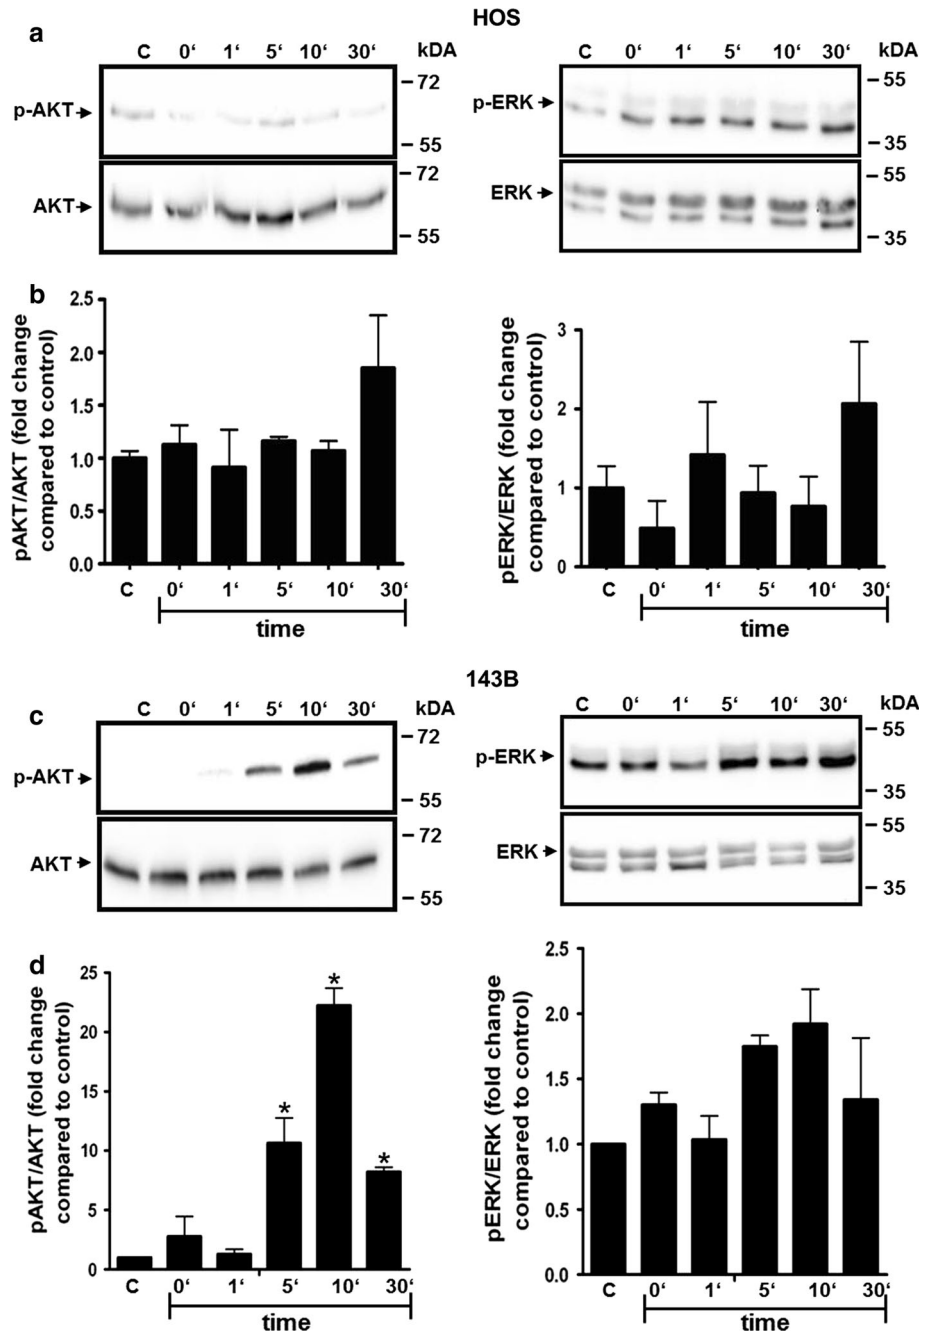 HOS
a
C 0‘ 1‘ 5‘ 10‘ 30‘ kDA
p-AKT
72
55
AKT
72
55
C 0‘ 1‘ 5‘ 10‘ 30‘ kDA
p-ERK
55
35
ERK
55
35
b
pAKT/AKT (fold change
compared to control)
2.5
2.0
1.5
1.0
0.5
0.0
C 0‘ 1‘ 5‘ 10‘ 30‘
time
pERK/ERK (fold change
compared to control)
3
2
1
0
C 0‘ 1‘ 5‘ 10‘ 30‘
time
143B
c
C 0‘ 1‘ 5‘ 10‘ 30‘ kDA
p-AKT
72
55
AKT
72
55
C 0‘ 1‘ 5‘ 10‘ 30‘ kDA
p-ERK
55
35
ERK
55
35
d
pAKT/AKT (fold change
compared to control)
25
20
15
10
5
0
* * *
C 0‘ 1‘ 5‘ 10‘ 30‘
time
pERK/ERK (fold change
compared to control)
2.5
2.0
1.5
1.0
0.5
0.0
C 0‘ 1‘ 5‘ 10‘ 30‘
time